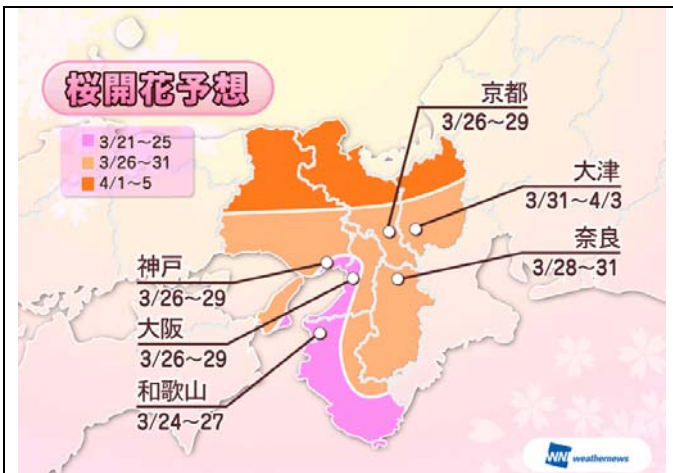 桜開花予想
3/21～25
3/26～31
4/1～5
京都
3/26～29
大津
3/31～4/3
奈良
3/28～31
神戸
3/26～29
大阪
3/26～29
和歌山
3/24～27
WNI weathernews